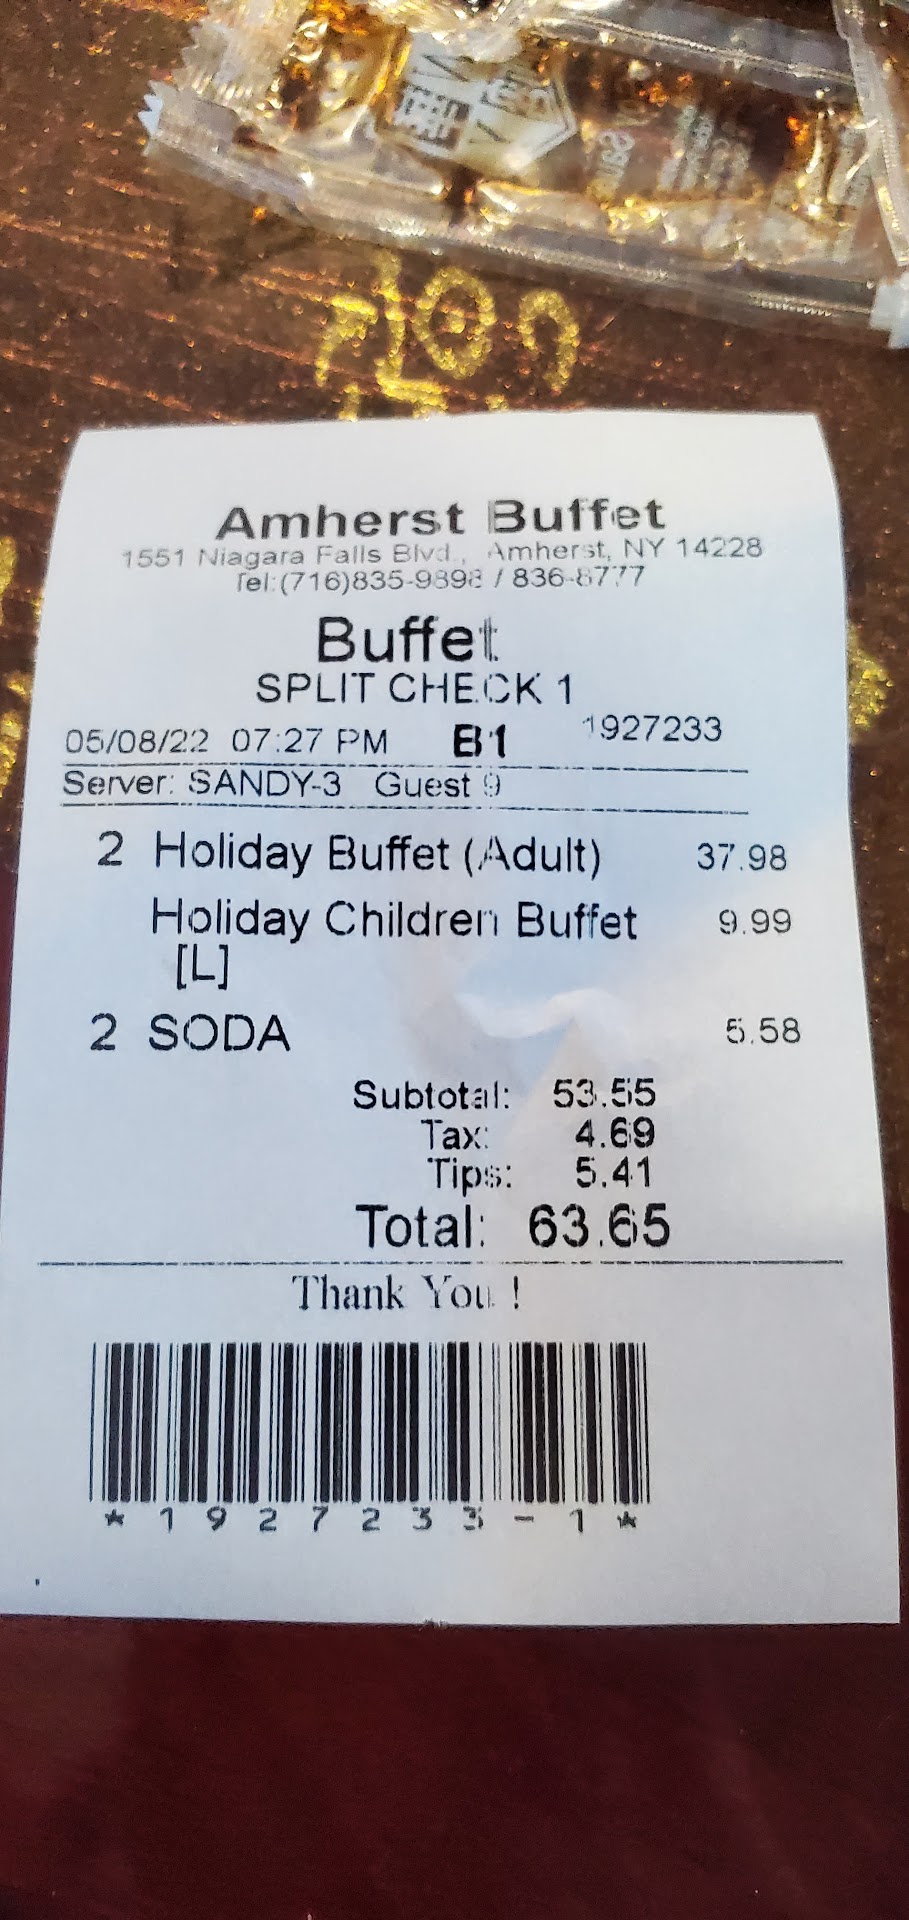 Amherst Buffet
1551 Niagara Falls Blvd., Amherst, NY 14228
Tel:(716)835-9898 / 836-8777
Buffet
SPLIT CHECK 1
05/08/22 07:27 PM B1 1927233
Server: SANDY-3 Guest 9
2 Holiday Buffet (Adult) 37.98
Holiday Children Buffet 9.99
[L]
2 SODA 5.58
Subtotal: 53.55
Tax: 4.69
Tips: 5.41
Total: 63.65
Thank You !
*1927233-1*